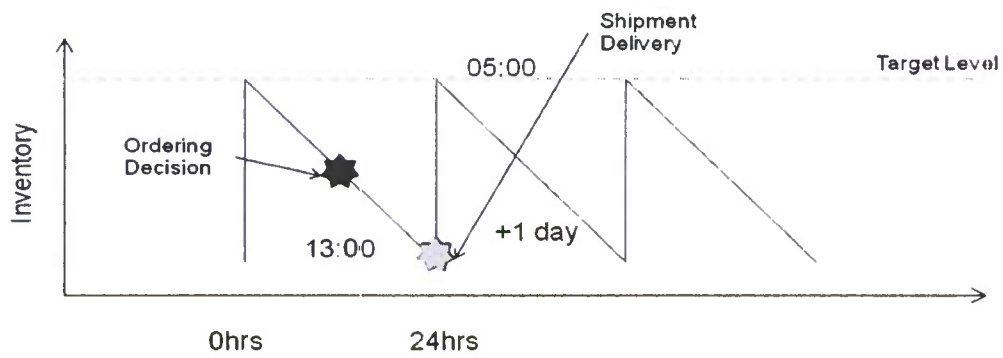 Shipment
Delivery
05:00
Target Level
Ordering
Decision
Inventory
13:00
+1 day
0hrs
24hrs